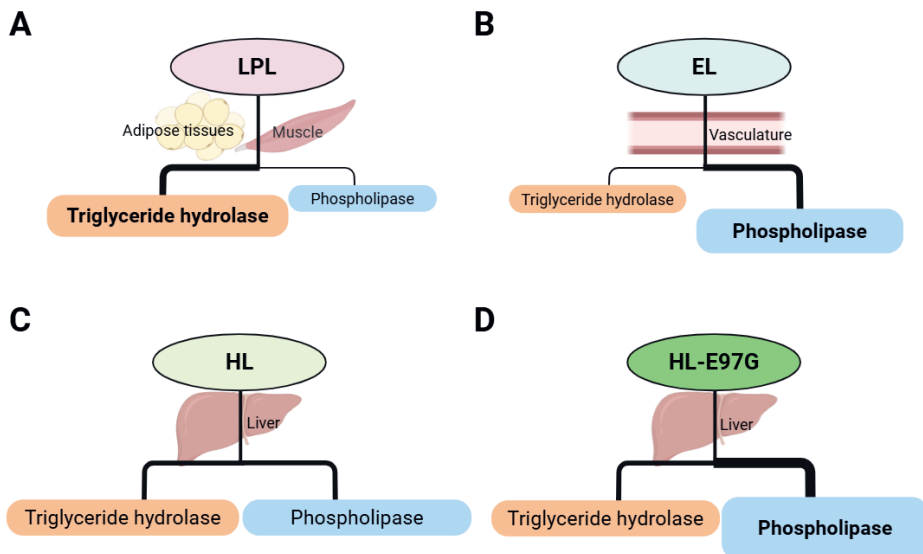 A
LPL
Adipose tissues
Muscle
Triglyceride hydrolase
Phospholipase
B
EL
Vasculature
Triglyceride hydrolase
Phospholipase
C
HL
Liver
Triglyceride hydrolase
Phospholipase
D
HL-E97G
Liver
Triglyceride hydrolase
Phospholipase